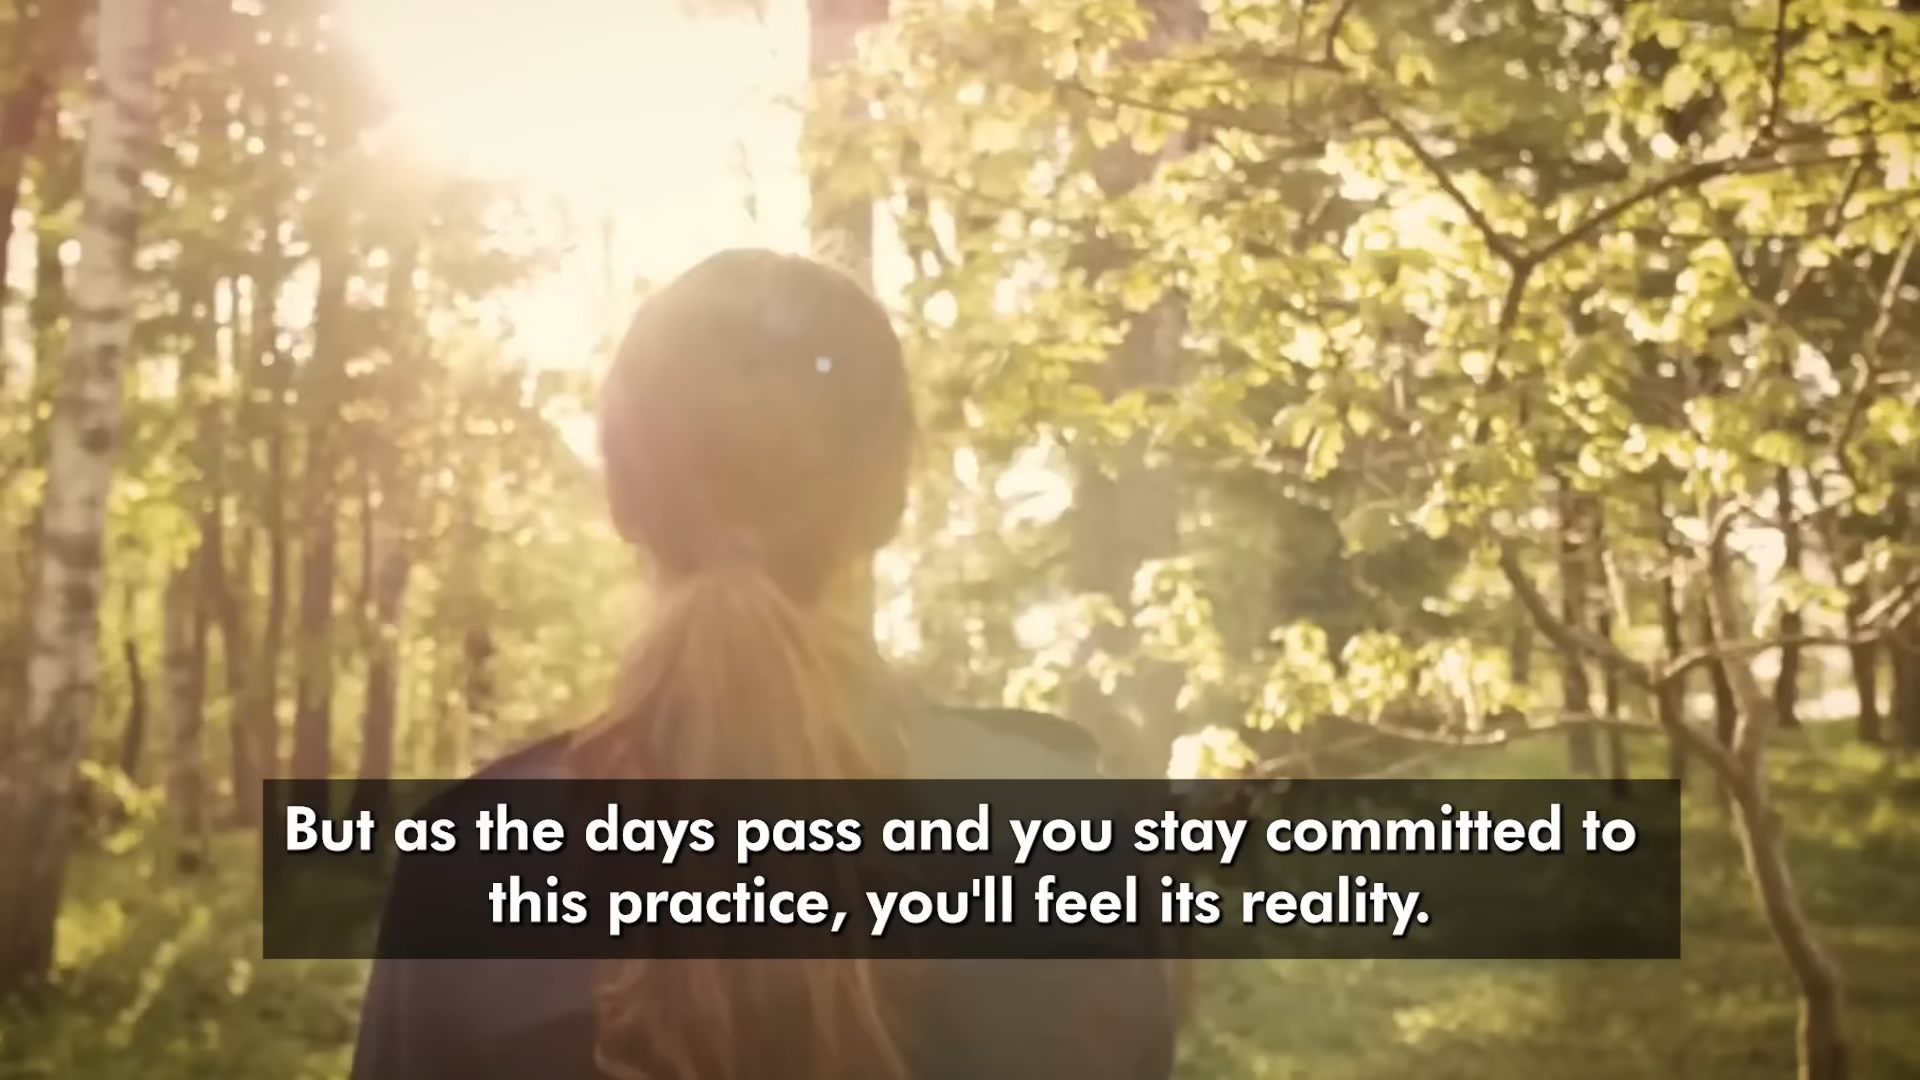 But as the days pass and you stay committed to
this practice, you'll feel its reality.